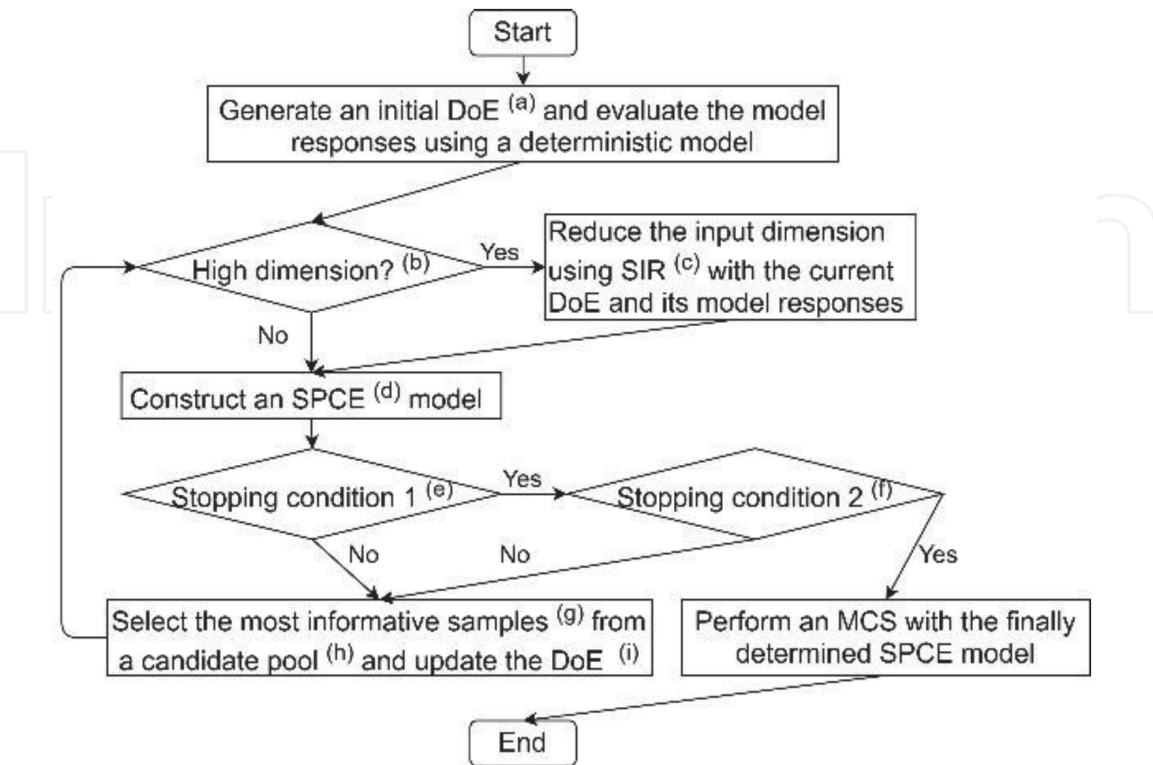 Start
Generate an initial DoE (a) and evaluate the model
responses using a deterministic model
High dimension? (b)
Yes
Reduce the input dimension
using SIR (c) with the current
DoE and its model responses
No
Construct an SPCE (d) model
Stopping condition 1 (e)
Yes
Stopping condition 2 (f)
No
No
Yes
Select the most informative samples (g) from
a candidate pool (h) and update the DoE (i)
Perform an MCS with the finally
determined SPCE model
End